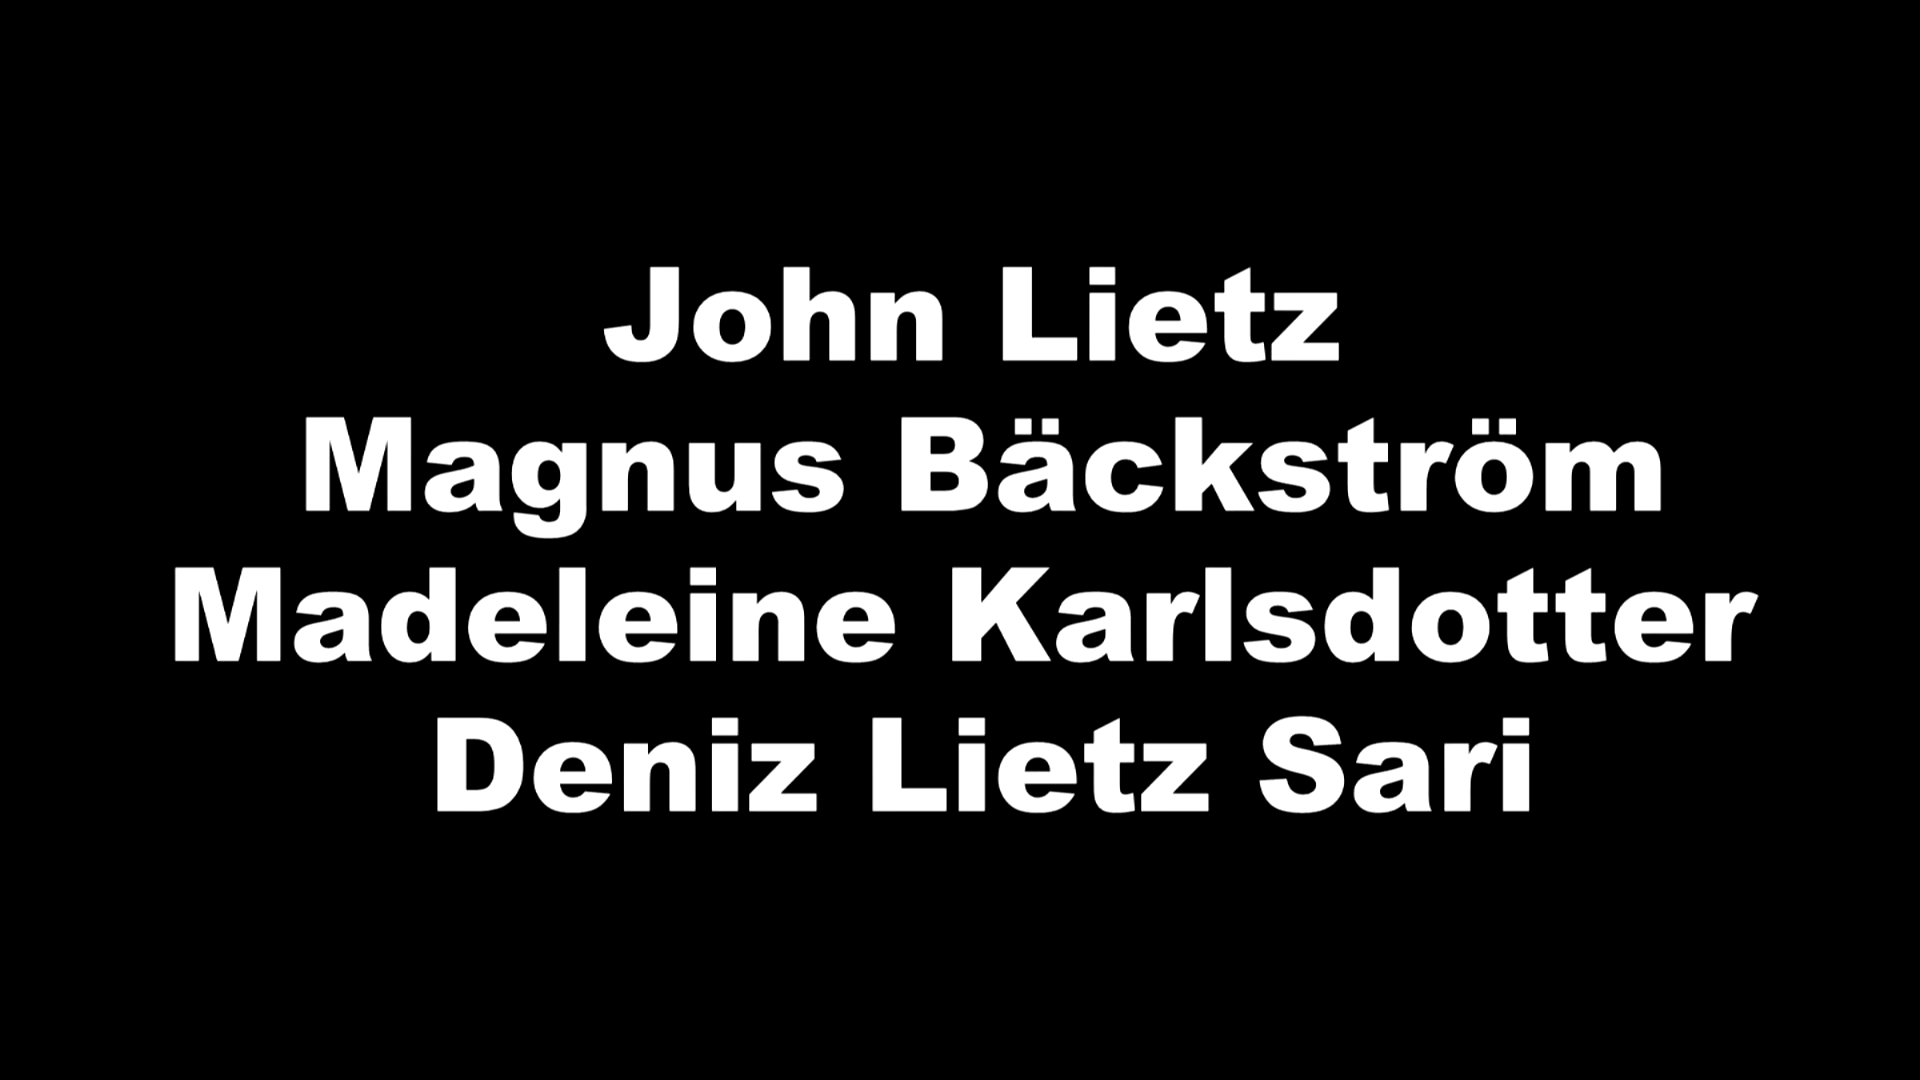 John Lietz
Magnus Bäckström
Madeleine Karlsdotter
Deniz Lietz Sari